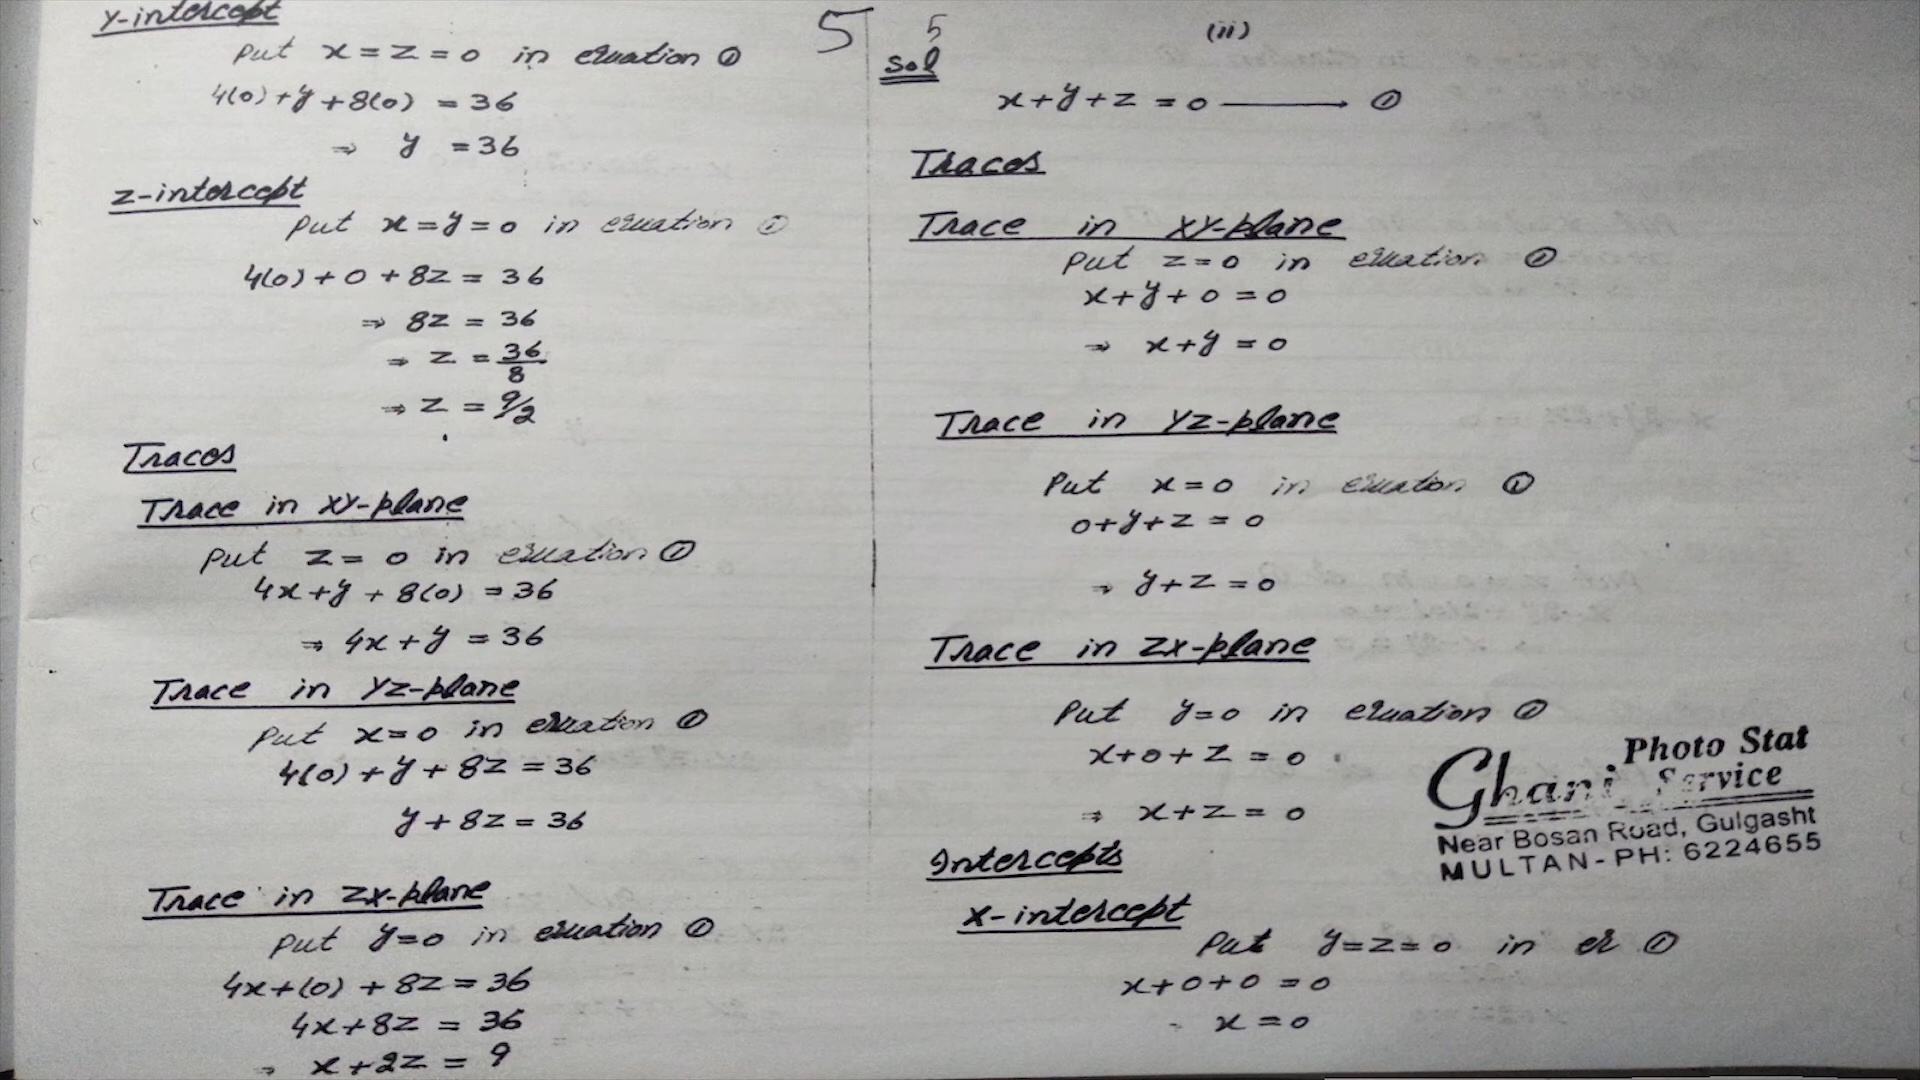 Y-intercept
Put x = z = 0 in equation ①
4(0) + y + 8(0) = 36
⇒ y = 36
z-intercept
Put x = y = 0 in equation ①
4(0) + 0 + 8z = 36
⇒ 8z = 36
⇒ z = 36/8
⇒ z = 9/2
Traces
Trace in XY-plane
Put z = 0 in equation ①
4x + y + 8(0) = 36
⇒ 4x + y = 36
Trace in YZ-plane
Put x = 0 in equation ①
4(0) + y + 8z = 36
y + 8z = 36
Trace in ZX-plane
Put y = 0 in equation ①
4x + (0) + 8z = 36
4x + 8z = 36
⇒ x + 2z = 9
5
5
(ii)
Sol
x + y + z = 0 → ①
Traces
Trace in XY-plane
Put z = 0 in equation ①
x + y + 0 = 0
⇒ x + y = 0
Trace in YZ-plane
Put x = 0 in equation ①
0 + y + z = 0
⇒ y + z = 0
Trace in ZX-plane
Put y = 0 in equation ①
x + 0 + z = 0
⇒ x + z = 0
Intercepts
X-intercept
Put y = z = 0 in eq ①
x + 0 + 0 = 0
x = 0
Ghani Photo Stat
Service
Near Bosan Road, Gulgasht
MULTAN - PH: 6224655